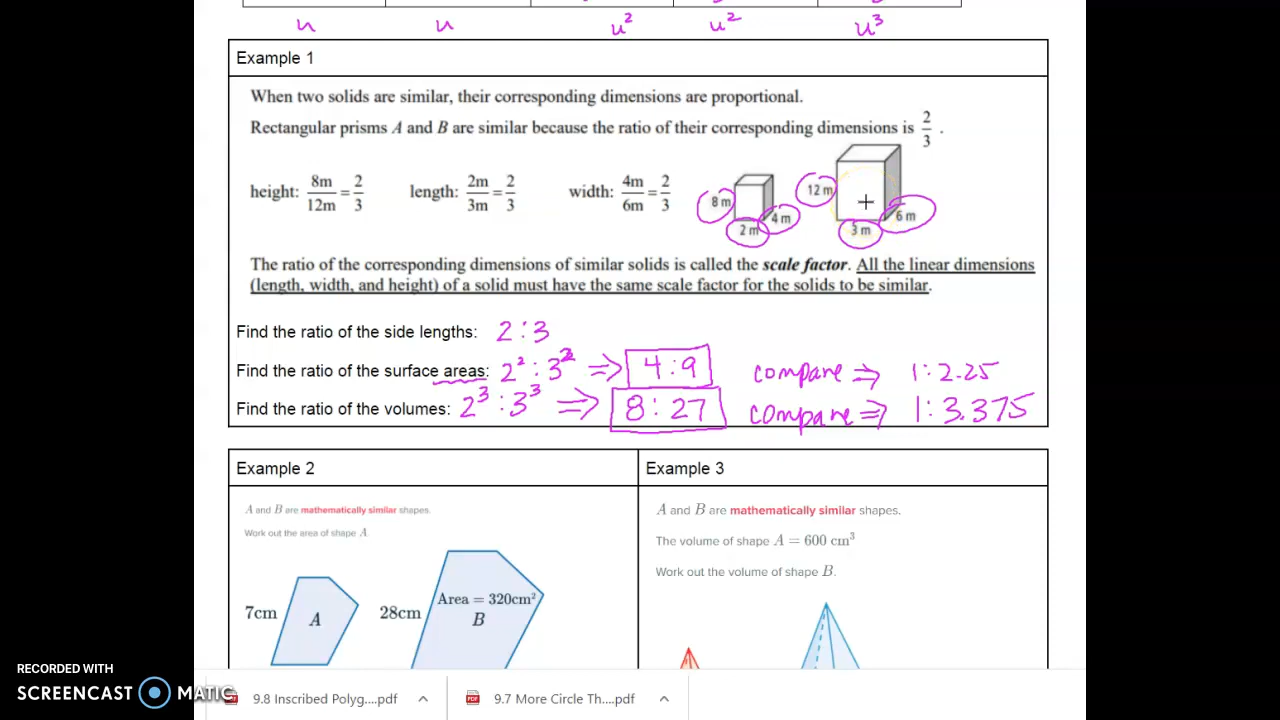 u u u² u² u³
Example 1
When two solids are similar, their corresponding dimensions are proportional.
Rectangular prisms A and B are similar because the ratio of their corresponding dimensions is 2/3 .
height: 8m/12m = 2/3 length: 2m/3m = 2/3 width: 4m/6m = 2/3
8 m 4 m 2 m 12 m 6 m 3 m
The ratio of the corresponding dimensions of similar solids is called the scale factor. All the linear dimensions
(length, width, and height) of a solid must have the same scale factor for the solids to be similar.
Find the ratio of the side lengths: 2:3
Find the ratio of the surface areas: 2² : 3² => 4:9 compare => 1:2.25
Find the ratio of the volumes: 2³ : 3³ => 8:27 compare => 1:3.375
Example 2
A and B are mathematically similar shapes.
Work out the area of shape A.
7cm A 28cm Area = 320cm²
B
Example 3
A and B are mathematically similar shapes.
The volume of shape A = 600 cm³
Work out the volume of shape B.
RECORDED WITH
SCREENCAST MATIC
9.8 Inscribed Polyg....pdf 9.7 More Circle Th....pdf